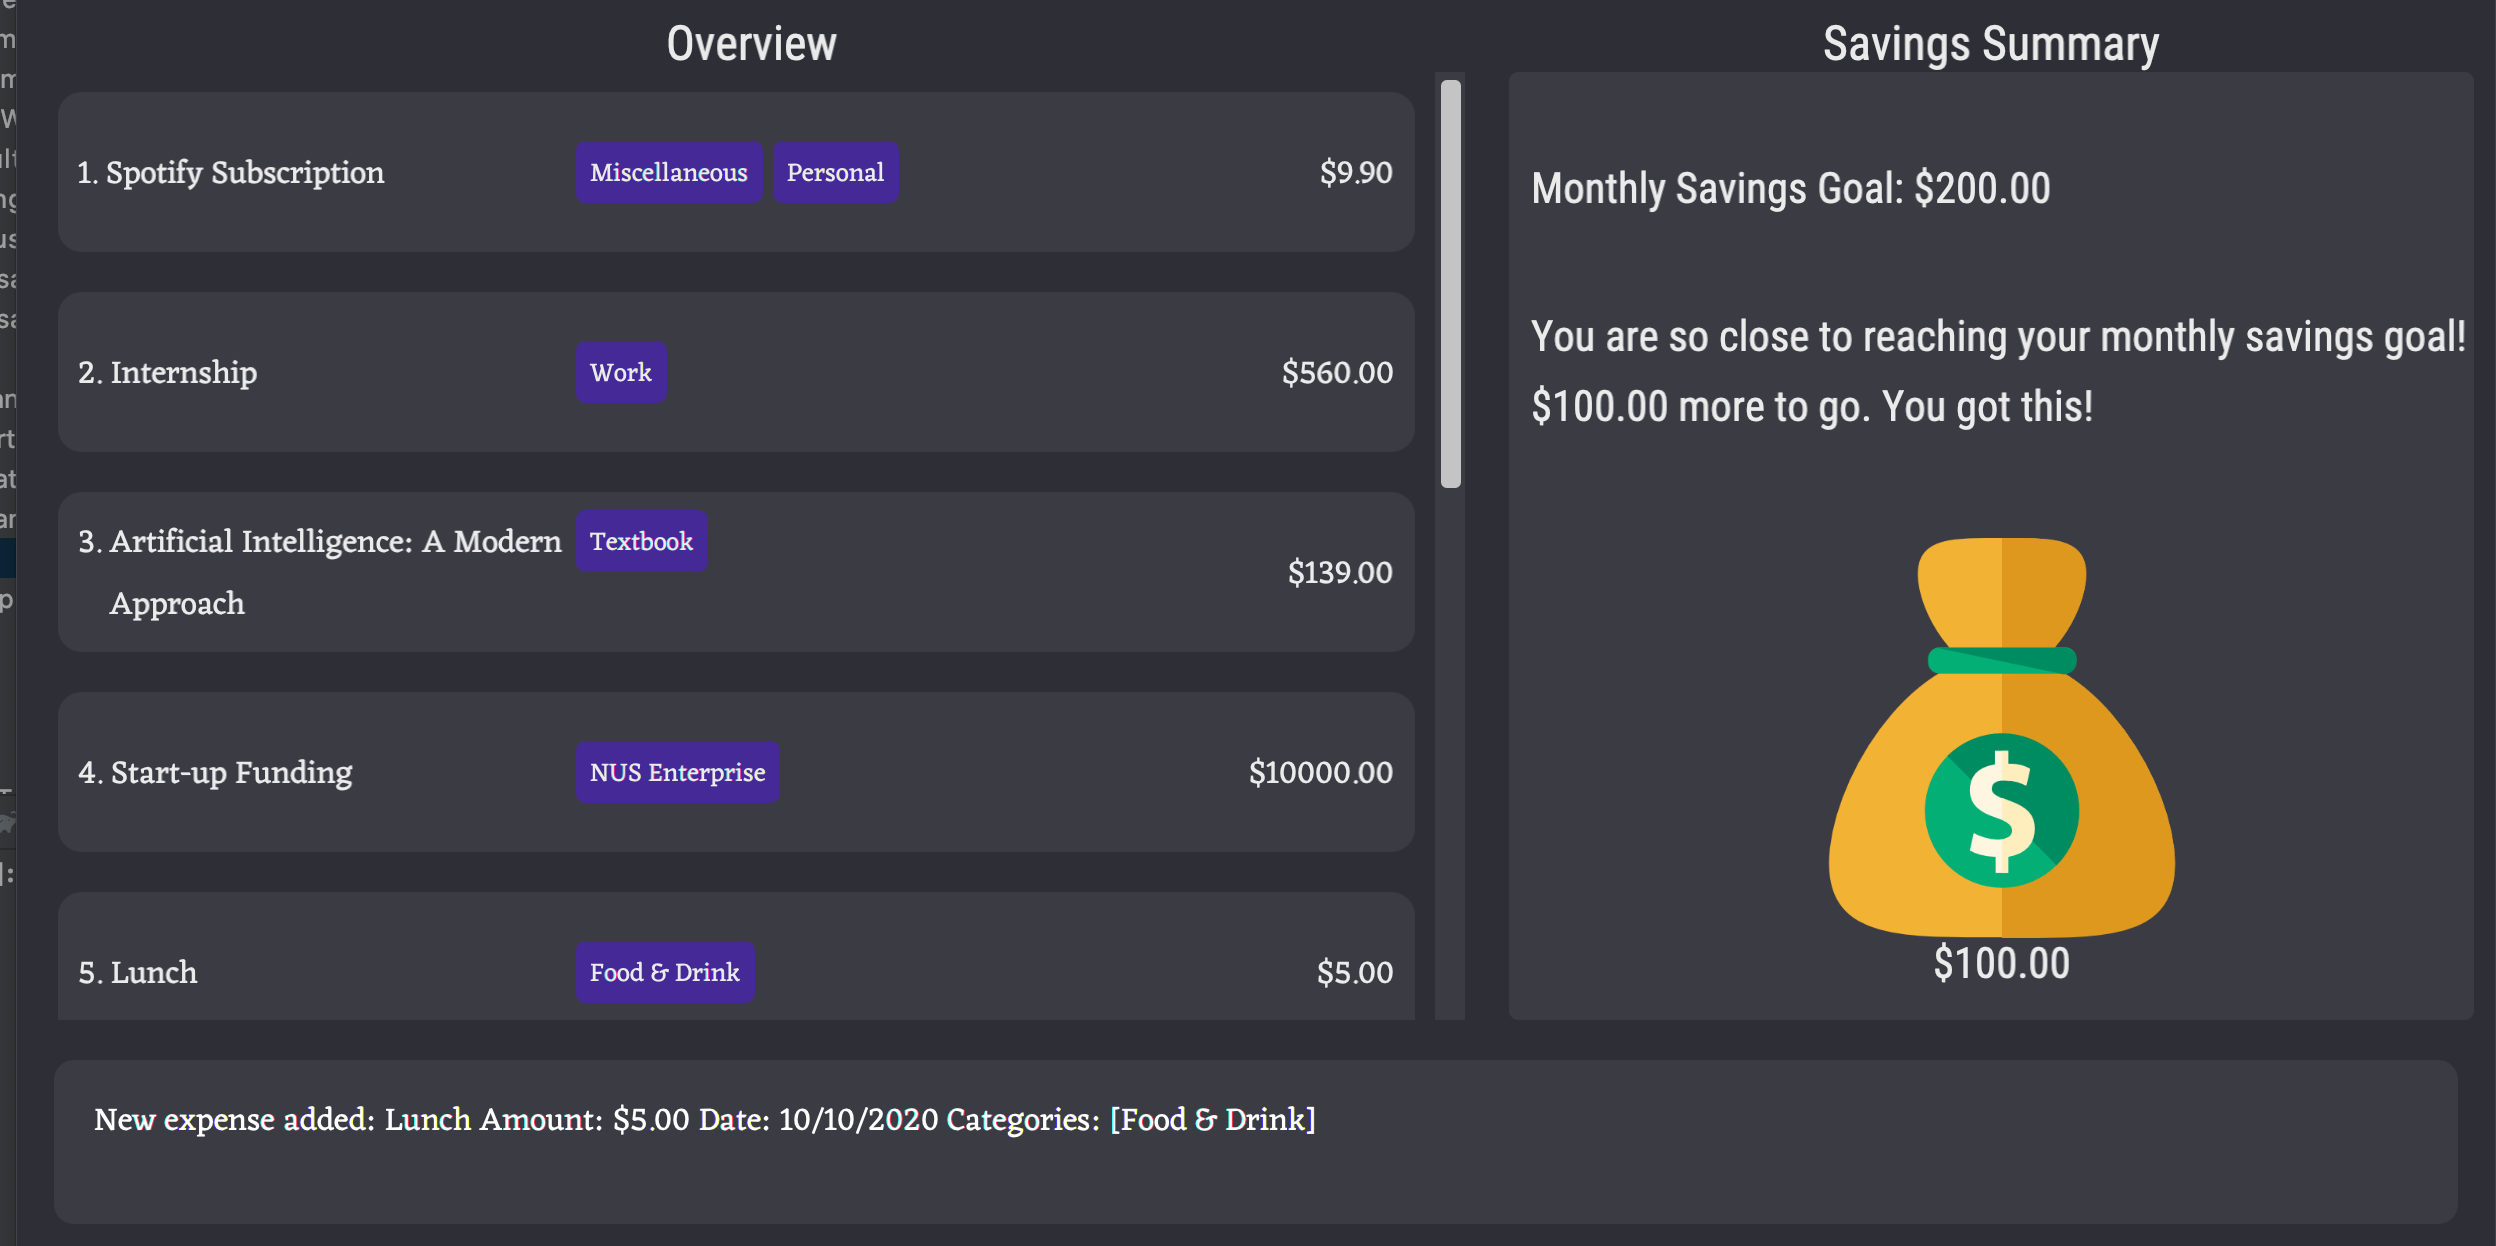 Overview
1. Spotify Subscription Miscellaneous Personal $9.90
2. Internship Work $560.00
3. Artificial Intelligence: A Modern Textbook $139.00
Approach
4. Start-up Funding NUS Enterprise $10000.00
5. Lunch Food & Drink $5.00
Savings Summary
Monthly Savings Goal: $200.00
You are so close to reaching your monthly savings goal!
$100.00 more to go. You got this!
$
$100.00
New expense added: Lunch Amount: $5.00 Date: 10/10/2020 Categories: [Food & Drink]